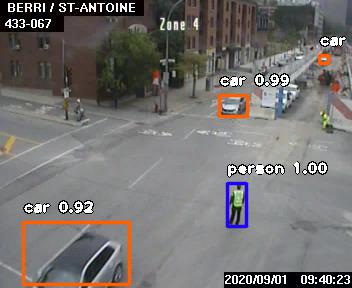 BERRI / ST-ANTOINE
433-067
Zone 4
car
car 0.99
person 1.00
car 0.92
2020/09/01 09:40:23